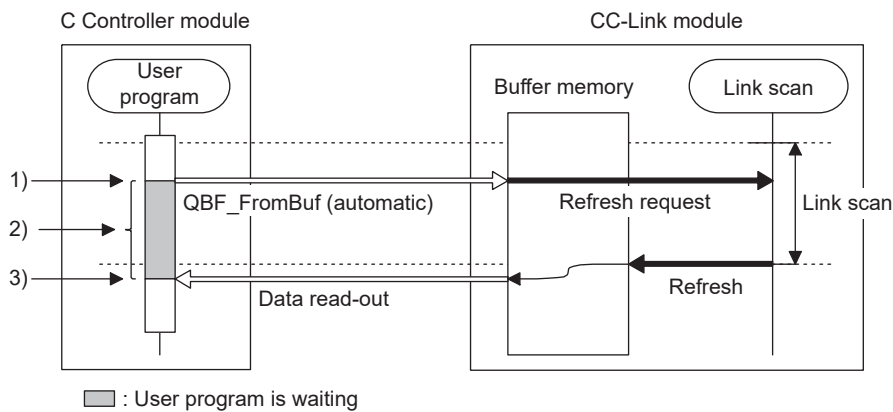 C Controller module
CC-Link module
User
program
Buffer memory
Link scan
1)
QBF_FromBuf (automatic)
Refresh request
2)
Link scan
3)
Data read-out
Refresh
: User program is waiting